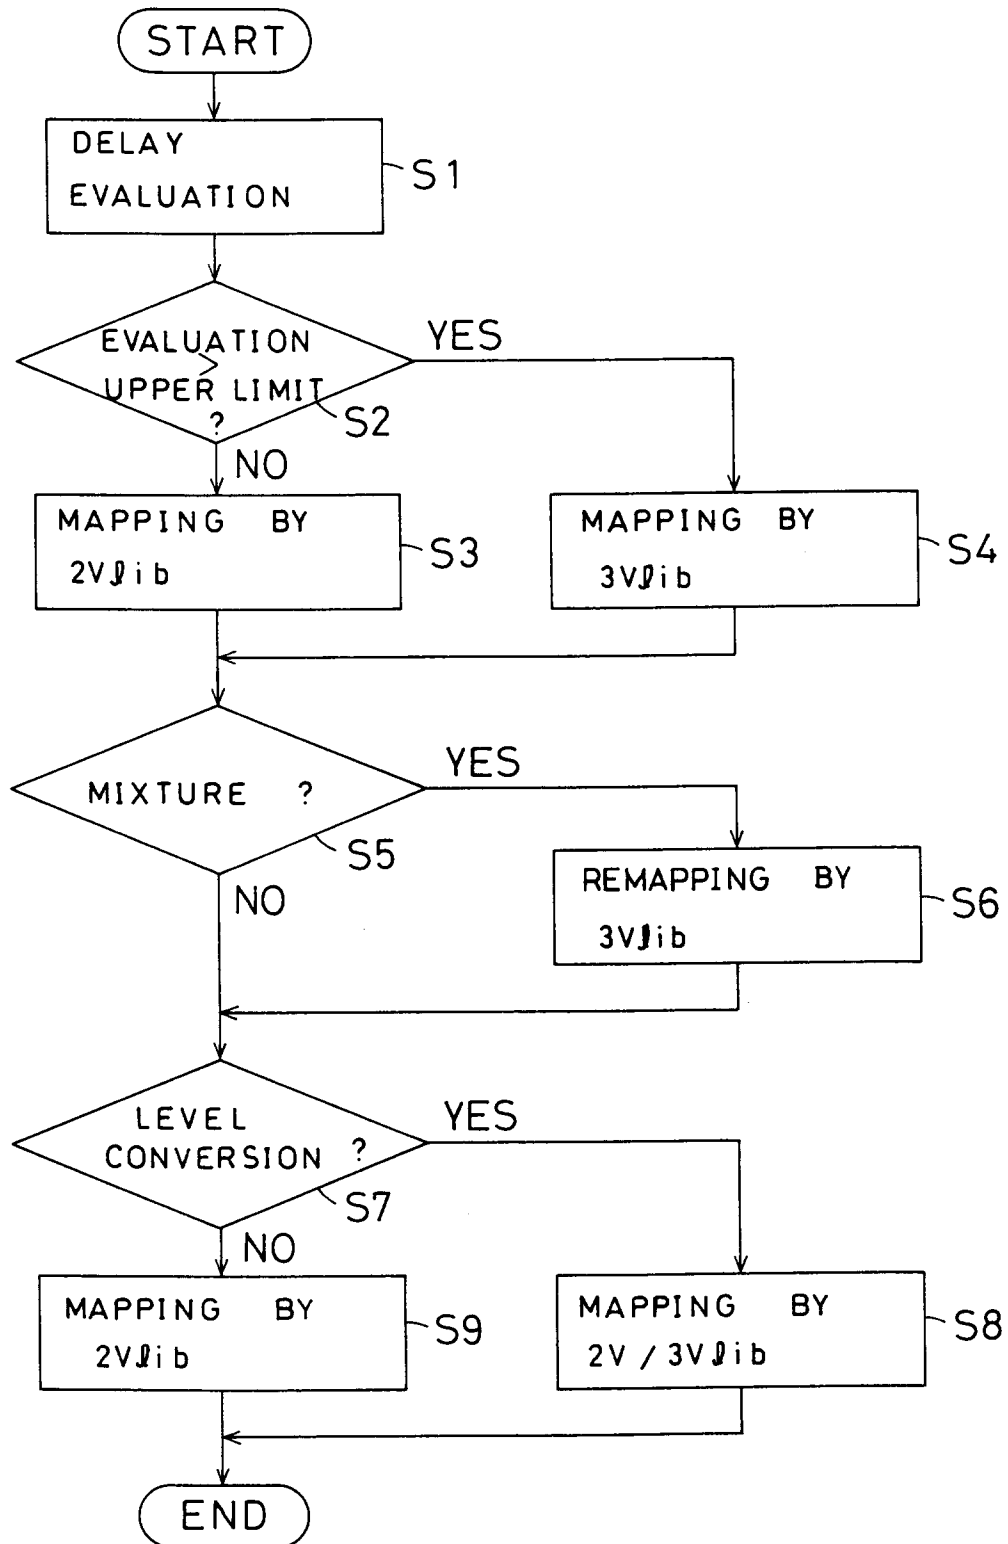 START
DELAY
EVALUATION
S1
EVALUATION
>
UPPER LIMIT
?
S2
YES
NO
MAPPING BY
2Vlib
S3
MAPPING BY
3Vlib
S4
MIXTURE ?
S5
YES
NO
REMAPPING BY
3Vlib
S6
LEVEL
CONVERSION ?
S7
YES
NO
MAPPING BY
2Vlib
S9
MAPPING BY
2V / 3Vlib
S8
END